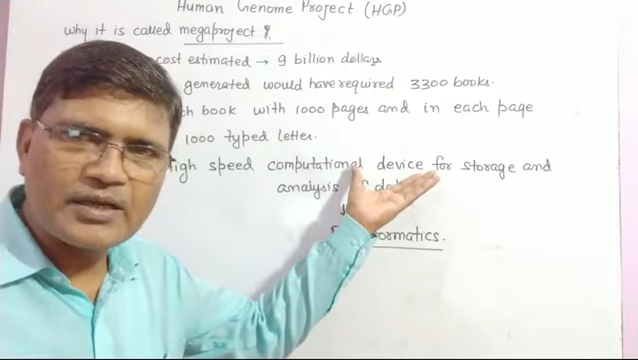 Human Genome Project (HGP)
why it is called megaproject ?
cost estimated → 9 billion dollars
generated would have required 3300 books.
book with 1000 pages and in each page
1000 typed letter.
high speed computational device for storage and
analysis